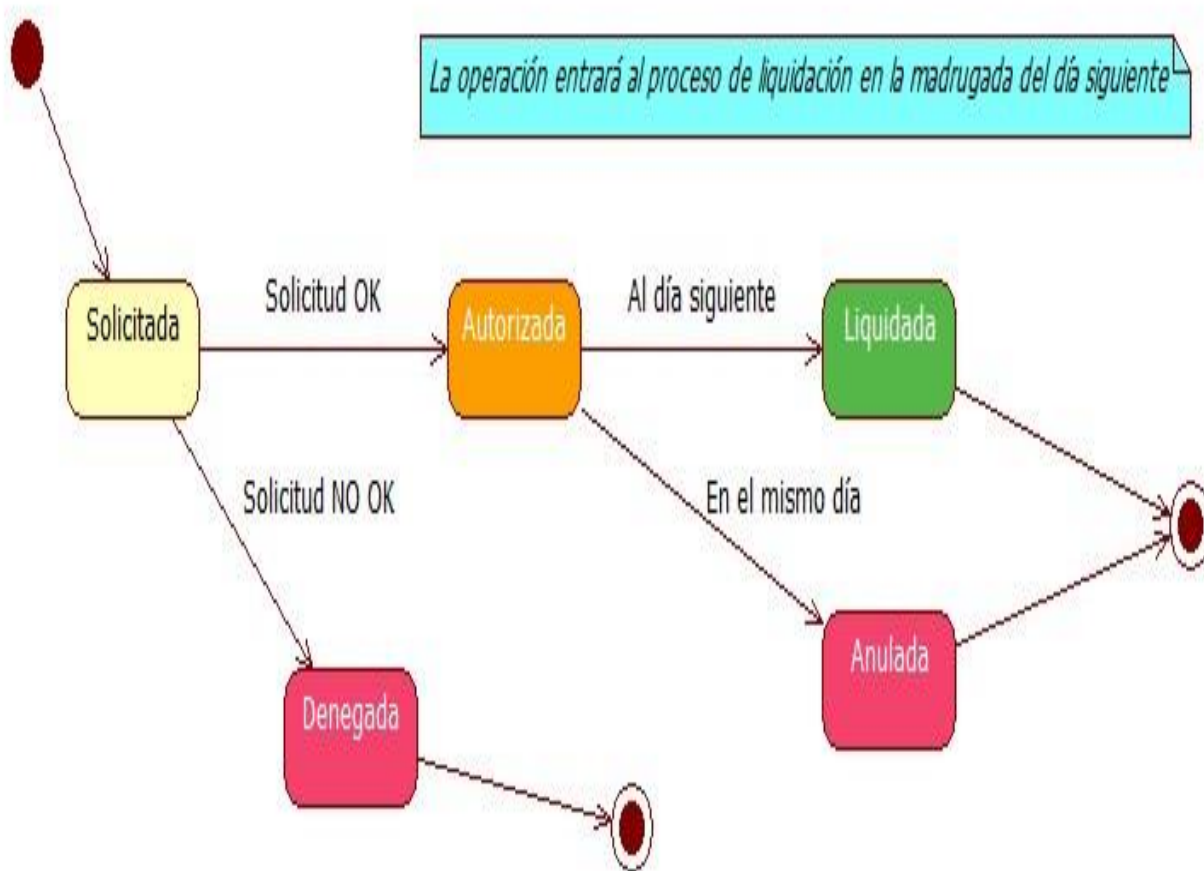 La operación entrará al proceso de liquidación en la madrugada del día siguiente
Solicitada
Solicitud OK
Autorizada
Al día siguiente
Liquidada
Solicitud NO OK
En el mismo día
Denegada
Anulada